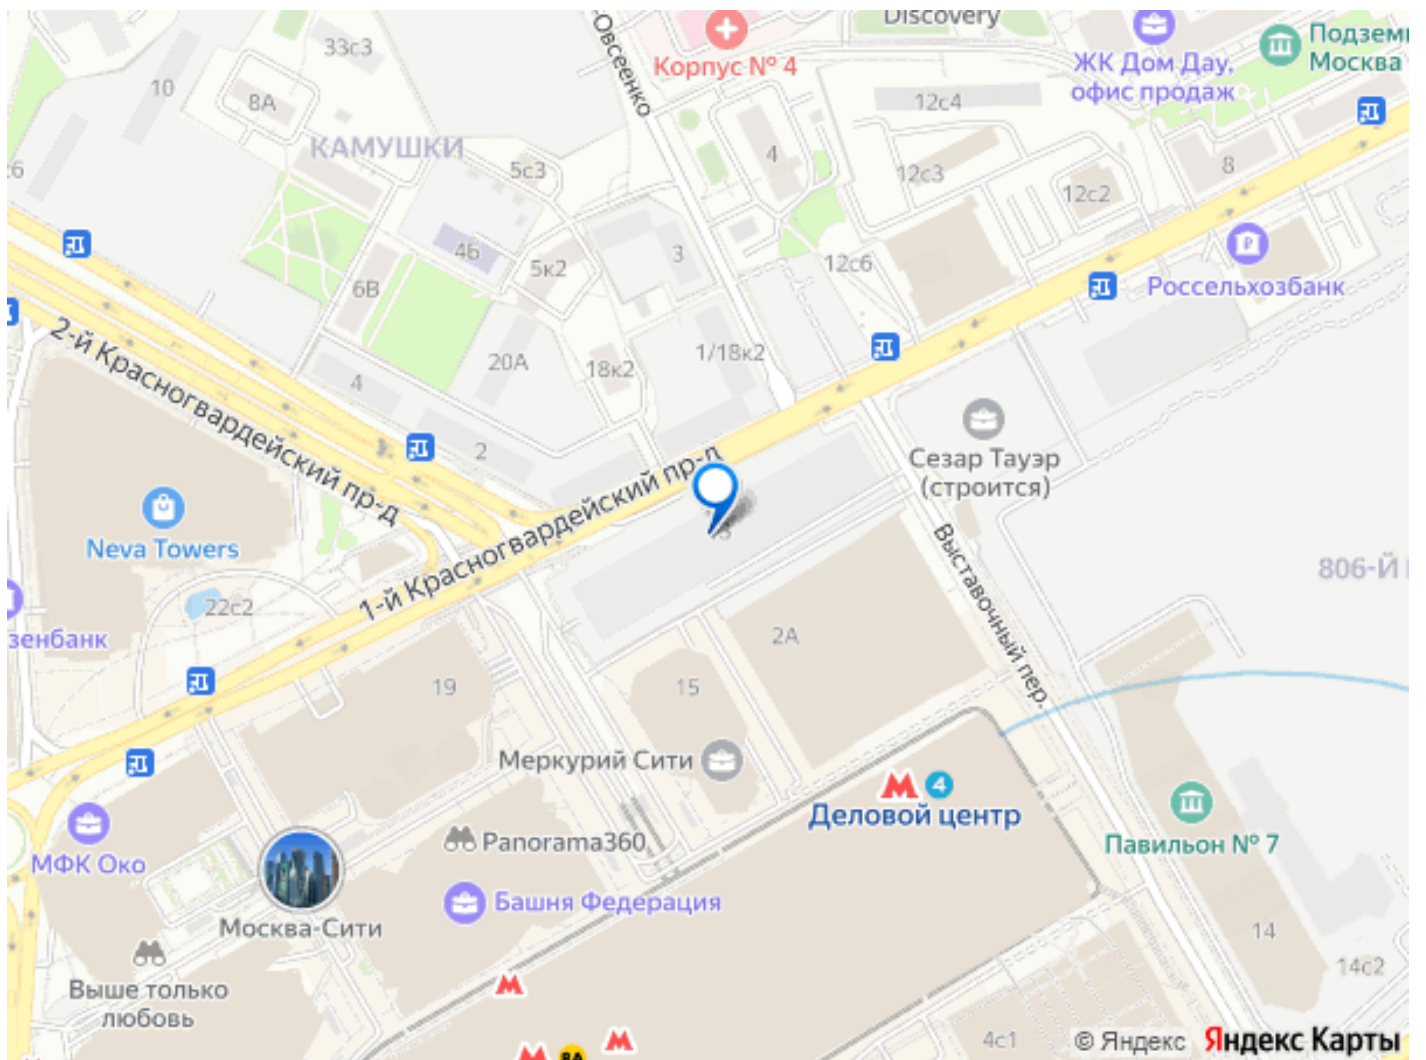 Discovery
-Овсеенко
Корпус № 4
ЖК Дом Дау,
офис продаж
Подземн
Москва
33с3
10
8А
КАМУШКИ
5с3
12с4
4
12с3
12с2
8
4б
5к2
6В
3
12с6
Россельхозбанк
2-й Красногвардейский пр-д
20А
18к2
1/18к2
4
2
Сезар Тауэр
(строится)
1-й Красногвардейский пр-д
Neva Towers
Выставочный пер.
806-Й
22с2
зенбанк
2А
19
15
Меркурий Сити
4
Деловой центр
Павильон № 7
МФК Око
Panorama360
Башня Федерация
Москва-Сити
Выше только
любовь
14
14с2
4с1
8А
© Яндекс Яндекс Карты